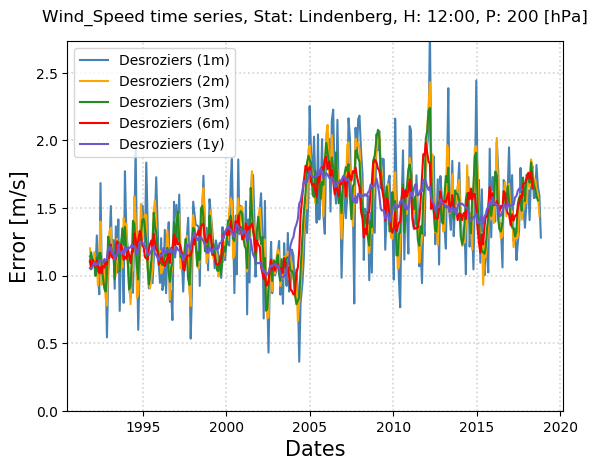 Wind_Speed time series, Stat: Lindenberg, H: 12:00, P: 200 [hPa]
Desroziers (1m)
Desroziers (2m)
Desroziers (3m)
Desroziers (6m)
Desroziers (1y)
Error [m/s]
2.5
2.0
1.5
1.0
0.5
0.0
1995 2000 2005 2010 2015 2020
Dates